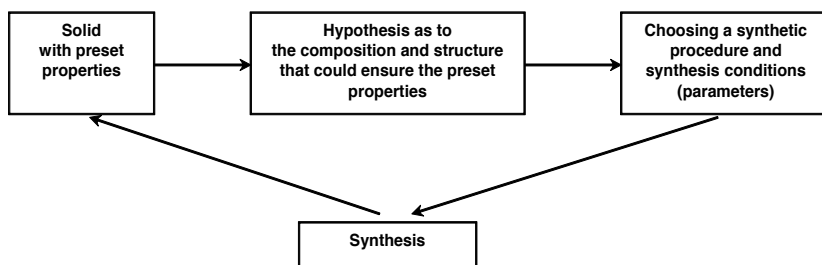 Solid
with preset
properties
Hypothesis as to
the composition and structure
that could ensure the preset
properties
Choosing a synthetic
procedure and
synthesis conditions
(parameters)
Synthesis